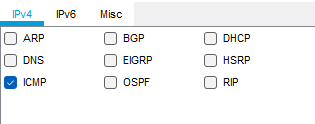 IPv4 IPv6 Misc
ARP BGP DHCP
DNS EIGRP HSRP
ICMP OSPF RIP